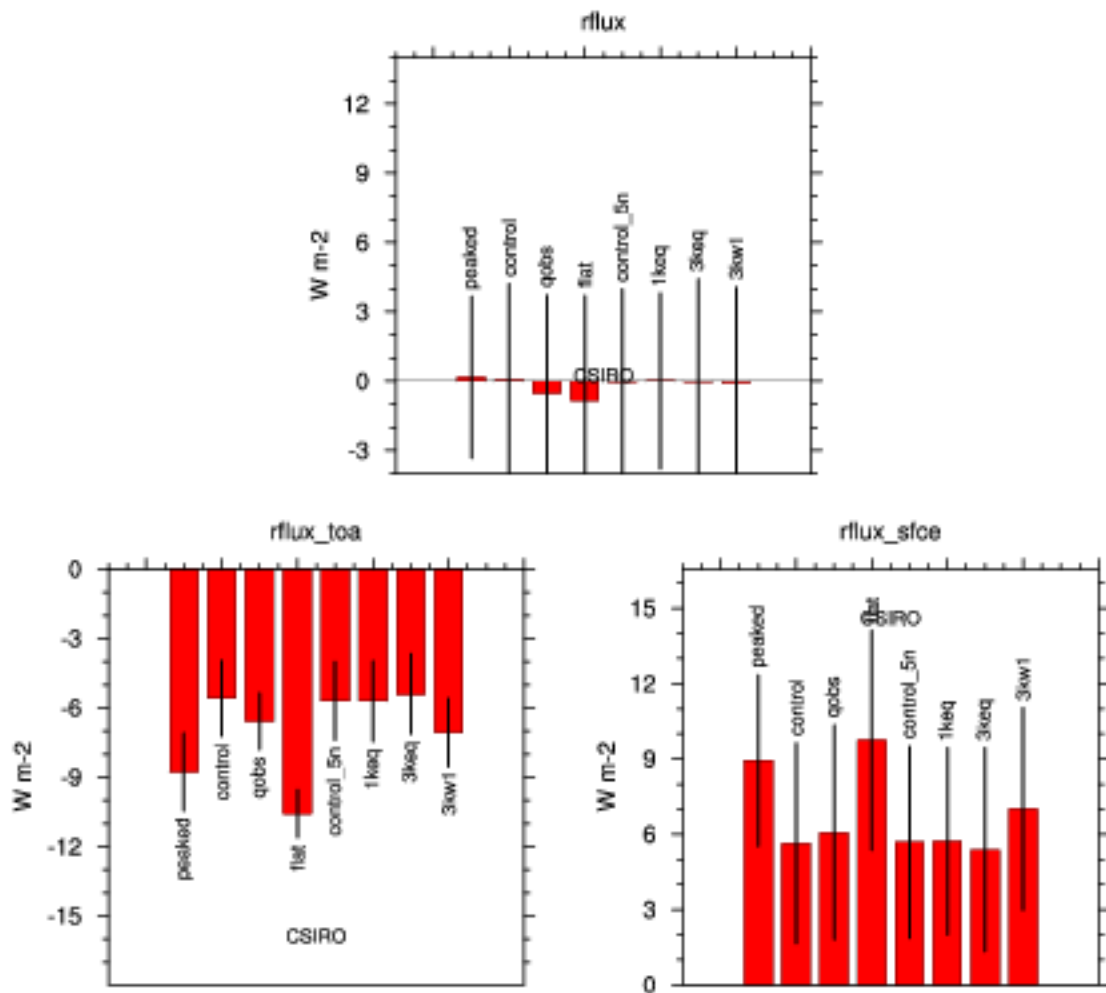 rflux
12
9
6
3
0
-3
W m-2
peaked
control
qobs
flat
control_5n
1keq
3keq
3kw1
CSIRO
rflux_toa
0
-3
-6
-9
-12
-15
W m-2
peaked
control
qobs
flat
control_5n
1keq
3keq
3kw1
CSIRO
rflux_sfce
15
12
9
6
3
0
W m-2
peaked
control
qobs
flat
control_5n
1keq
3keq
3kw1
CSIRO